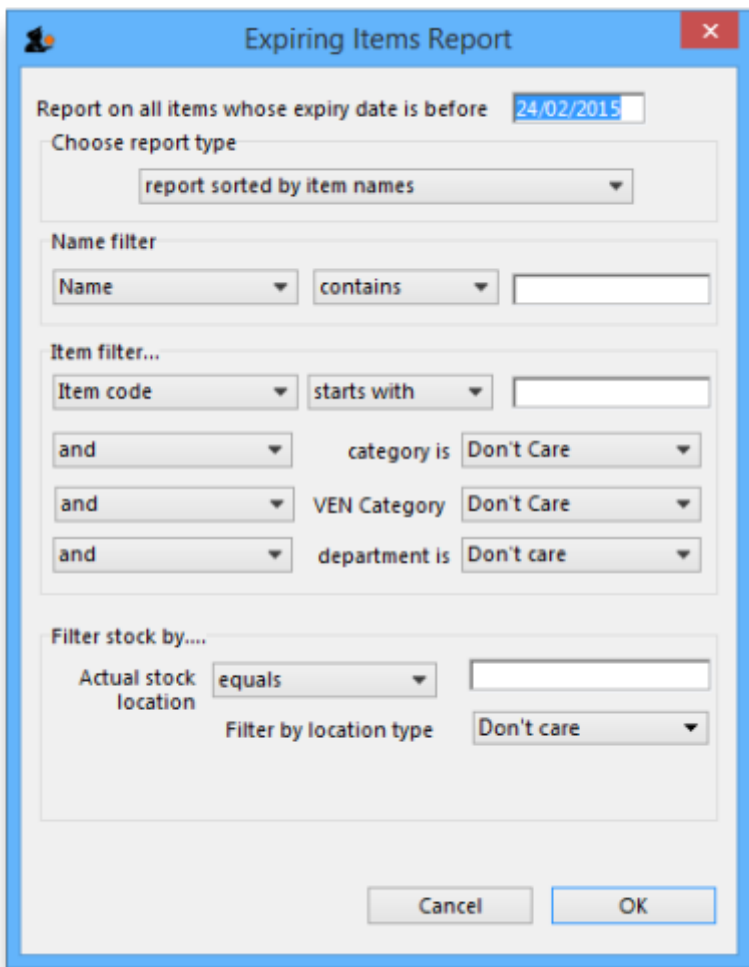 Expiring Items Report
Report on all items whose expiry date is before 24/02/2015
Choose report type
report sorted by item names
Name filter
Name contains
Item filter...
Item code starts with
and category is Don't Care
and VEN Category Don't Care
and department is Don't care
Filter stock by....
Actual stock equals
location
Filter by location type Don't care
Cancel OK